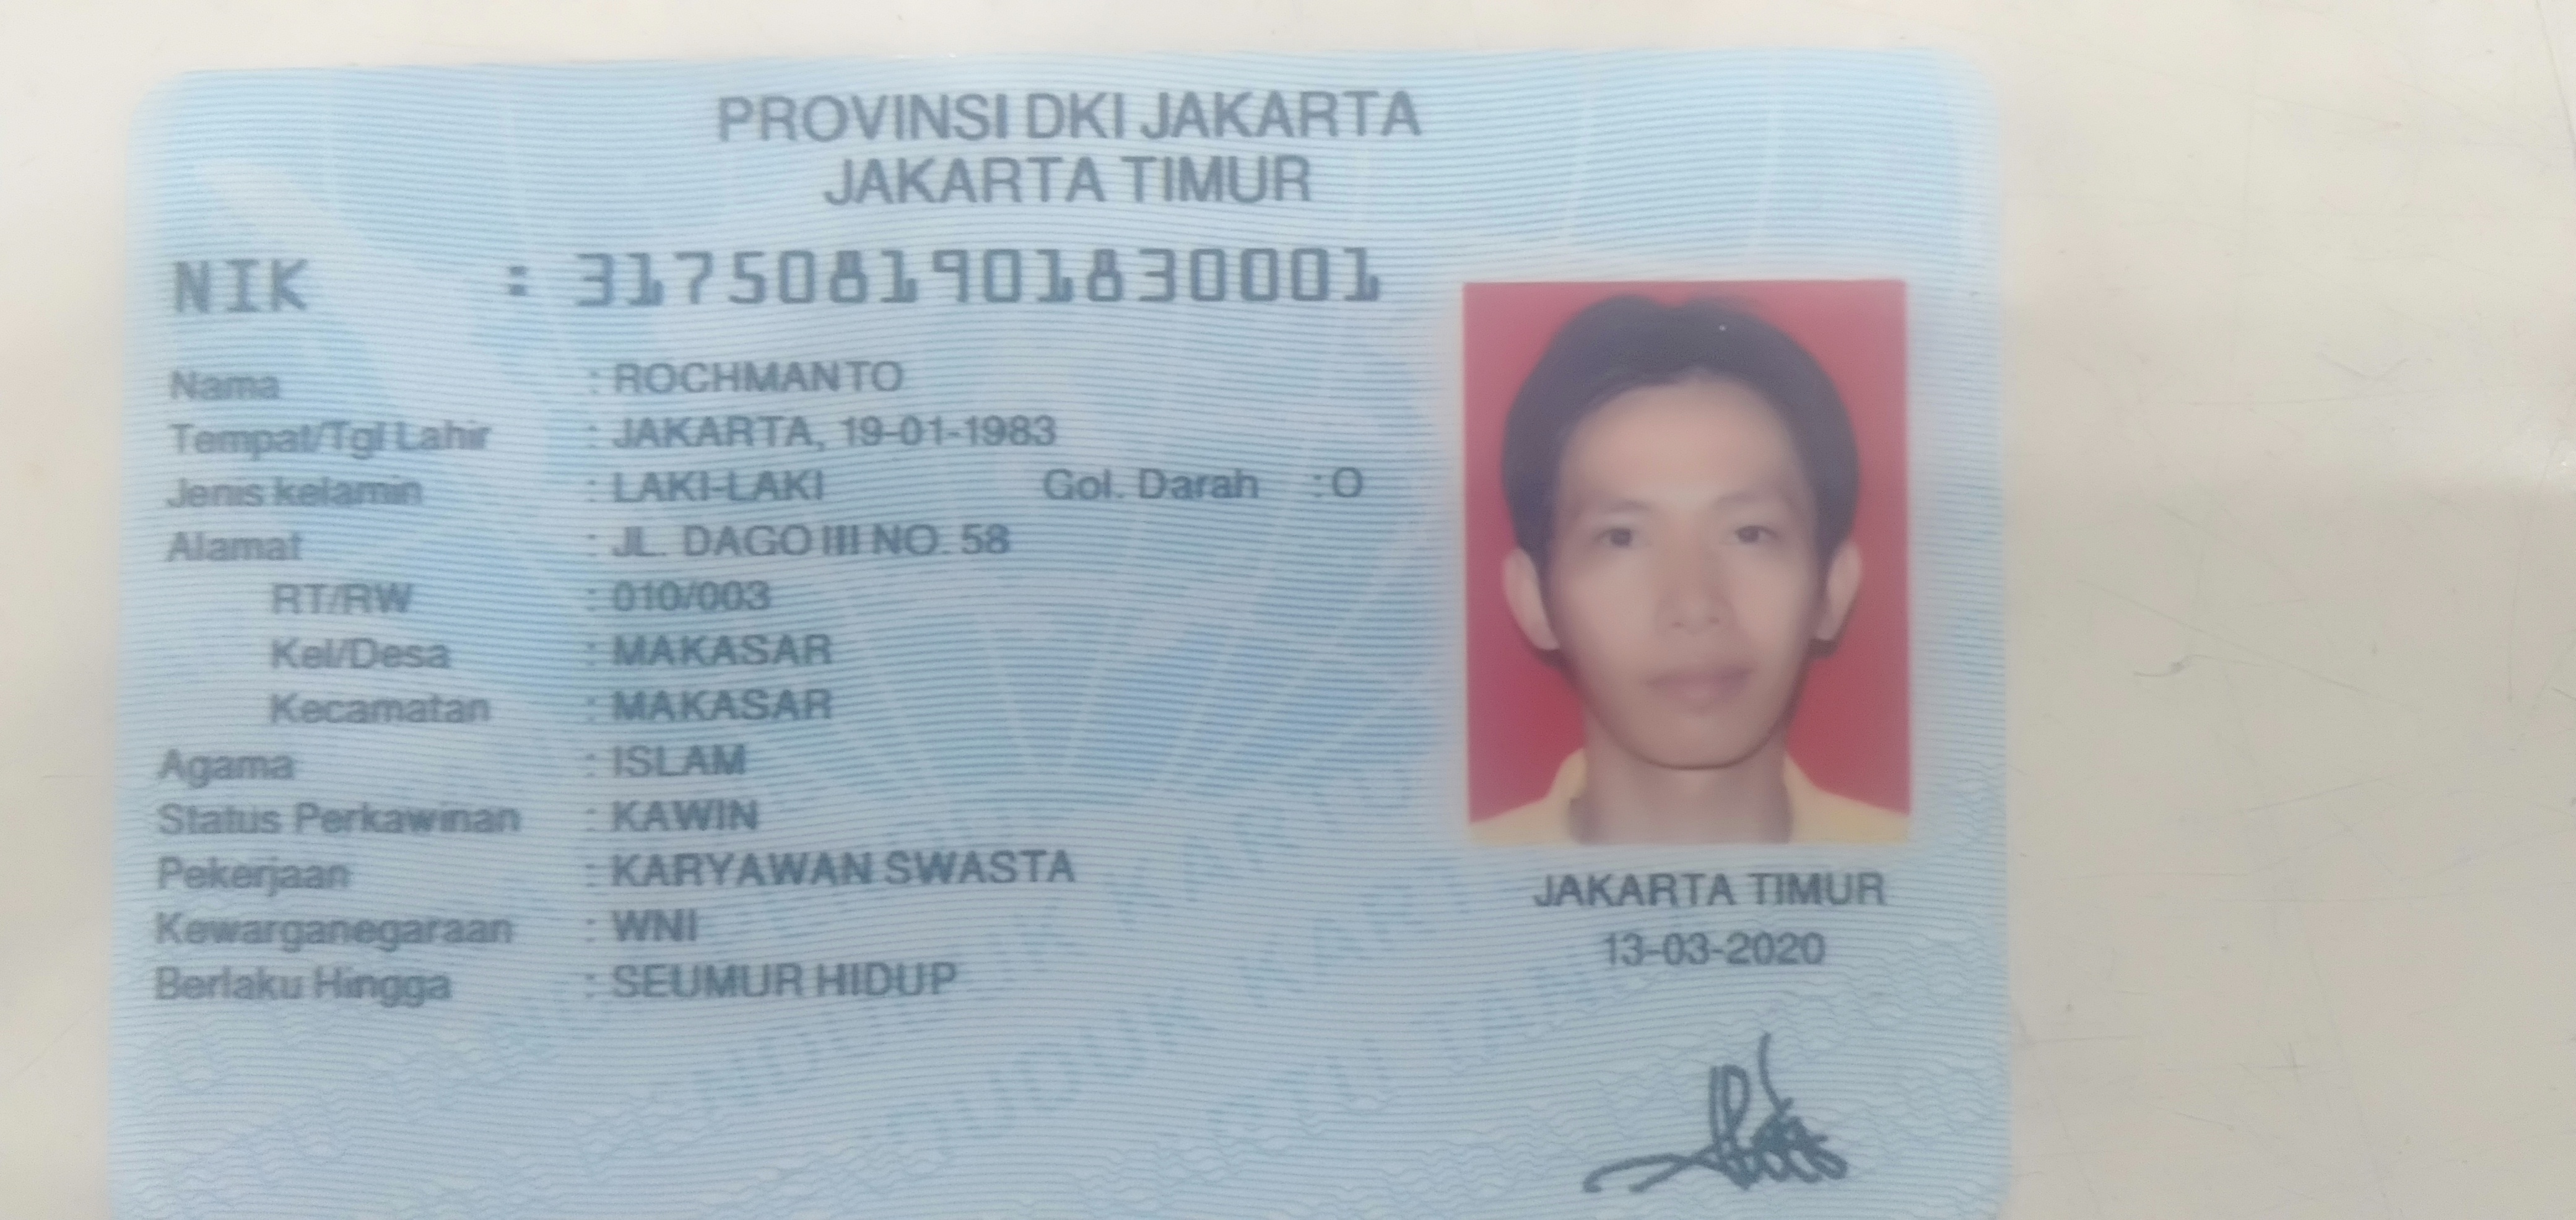 PROVINSI DKI JAKARTA
JAKARTA TIMUR
NIK : 3175081901830001
Nama : ROCHMANTO
Tempat/Tgl Lahir : JAKARTA, 19-01-1983
Jenis kelamin : LAKI-LAKI Gol. Darah : O
Alamat : JL. DAGO III NO. 58
RT/RW : 010/003
Kel/Desa : MAKASAR
Kecamatan : MAKASAR
Agama : ISLAM
Status Perkawinan : KAWIN
Pekerjaan : KARYAWAN SWASTA
Kewarganegaraan : WNI
Berlaku Hingga : SEUMUR HIDUP
JAKARTA TIMUR
13-03-2020